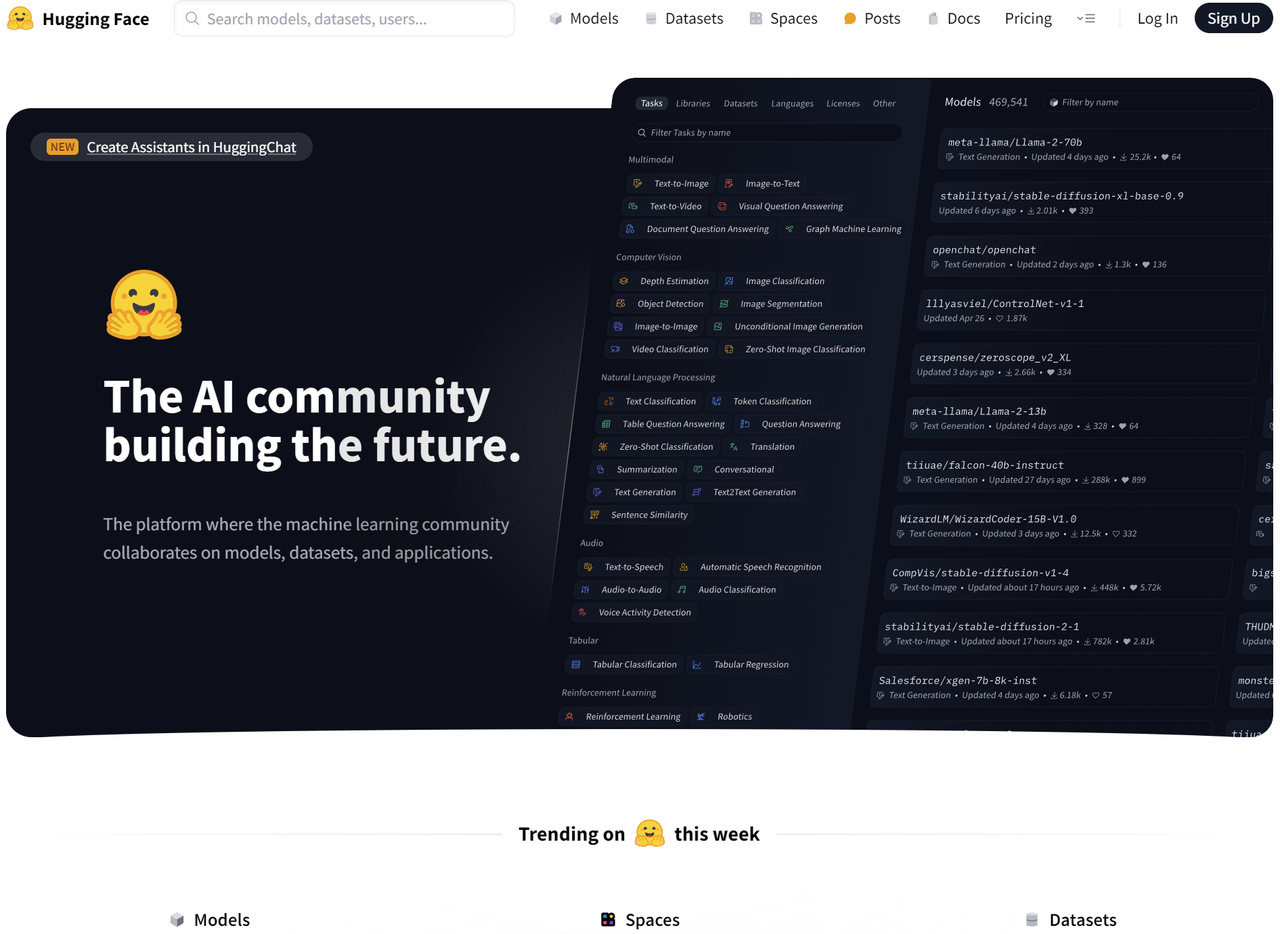 Hugging Face
Search models, datasets, users...
Models
Datasets
Spaces
Posts
Docs
Pricing
Log In
Sign Up
NEW Create Assistants in HuggingChat
The AI community
building the future.
The platform where the machine learning community
collaborates on models, datasets, and applications.
Tasks Libraries Datasets Languages Licenses Other
Filter Tasks by name
Multimodal
Text-to-Image Image-to-Text
Text-to-Video Visual Question Answering
Document Question Answering Graph Machine Learning
Computer Vision
Depth Estimation Image Classification
Object Detection Image Segmentation
Image-to-Image Unconditional Image Generation
Video Classification Zero-Shot Image Classification
Natural Language Processing
Text Classification Token Classification
Table Question Answering Question Answering
Zero-Shot Classification Translation
Summarization Conversational
Text Generation Text2Text Generation
Sentence Similarity
Audio
Text-to-Speech Automatic Speech Recognition
Audio-to-Audio Audio Classification
Voice Activity Detection
Tabular
Tabular Classification Tabular Regression
Reinforcement Learning
Reinforcement Learning Robotics
Models 469,541 Filter by name
meta-llama/Llama-2-70b
Text Generation • Updated 4 days ago • 25.2k • 64
stabilityai/stable-diffusion-xl-base-0.9
Updated 6 days ago • 2.01k • 393
openchat/openchat
Text Generation • Updated 2 days ago • 1.3k • 136
lllyasviel/ControlNet-v1-1
Updated Apr 26 • 1.87k
cerspense/zeroscope_v2_XL
Updated 3 days ago • 2.66k • 334
meta-llama/Llama-2-13b
Text Generation • Updated 4 days ago • 328 • 64
tiiuae/falcon-40b-instruct
Text Generation • Updated 27 days ago • 288k • 899
WizardLM/WizardCoder-15B-V1.0
Text Generation • Updated 3 days ago • 12.5k • 332
CompVis/stable-diffusion-v1-4
Text-to-Image • Updated about 17 hours ago • 448k • 5.72k
stabilityai/stable-diffusion-2-1
Text-to-Image • Updated about 17 hours ago • 782k • 2.81k
Salesforce/xgen-7b-8k-inst
Text Generation • Updated 4 days ago • 6.18k • 57
Trending on this week
Models
Spaces
Datasets